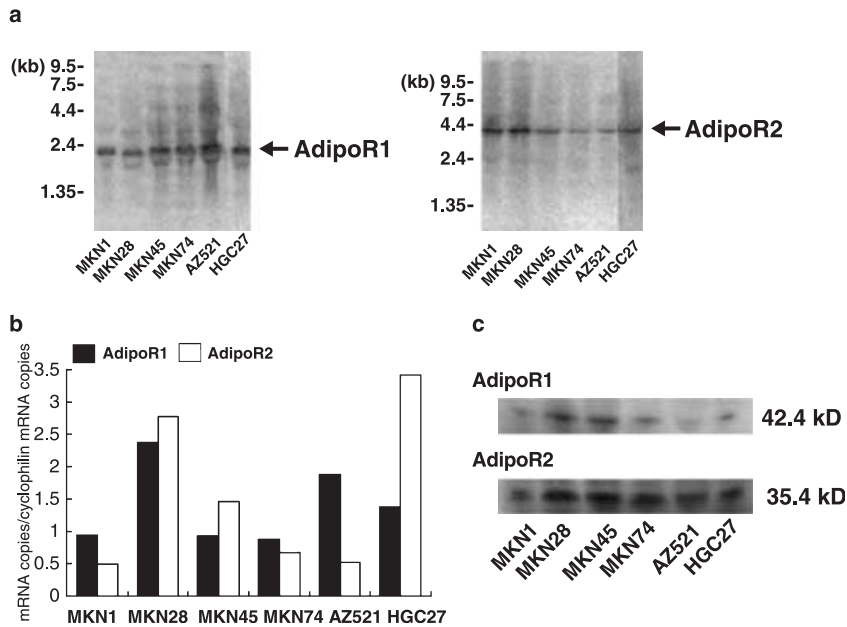 a
(kb) 9.5-
7.5-
4.4-
2.4-
1.35-
AdipoR1
MKN1
MKN28
MKN45
MKN74
AZ521
HGC27
(kb) 9.5-
7.5-
4.4-
2.4-
1.35-
AdipoR2
MKN1
MKN28
MKN45
MKN74
AZ521
HGC27
b
mRNA copies/cyclophilin mRNA copies
AdipoR1
AdipoR2
3.5
3
2.5
2
1.5
1
0.5
0
MKN1 MKN28 MKN45 MKN74 AZ521 HGC27
c
AdipoR1
42.4 kD
AdipoR2
35.4 kD
MKN1
MKN28
MKN45
MKN74
AZ521
HGC27